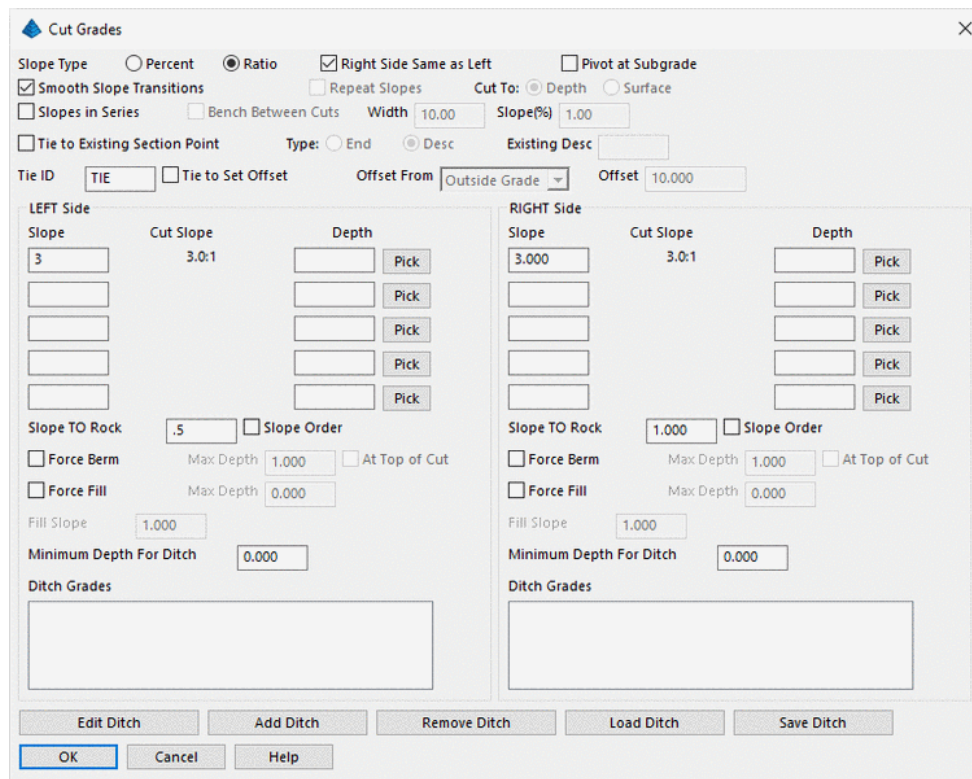 Cut Grades
Slope Type Percent Ratio Right Side Same as Left Pivot at Subgrade
Smooth Slope Transitions Repeat Slopes Cut To: Depth Surface
Slopes in Series Bench Between Cuts Width 10.00 Slope(%) 1.00
Tie to Existing Section Point Type: End Desc Existing Desc
Tie ID TIE Tie to Set Offset Offset From Outside Grade Offset 10.000
LEFT Side
Slope Cut Slope Depth
3 3.0:1 Pick
Pick
Pick
Pick
Pick
Slope TO Rock .5 Slope Order
Force Berm Max Depth 1.000 At Top of Cut
Force Fill Max Depth 0.000
Fill Slope 1.000
Minimum Depth For Ditch 0.000
Ditch Grades
RIGHT Side
Slope Cut Slope Depth
3.000 3.0:1 Pick
Pick
Pick
Pick
Pick
Slope TO Rock 1.000 Slope Order
Force Berm Max Depth 1.000 At Top of Cut
Force Fill Max Depth 0.000
Fill Slope 1.000
Minimum Depth For Ditch 0.000
Ditch Grades
Edit Ditch Add Ditch Remove Ditch Load Ditch Save Ditch
OK Cancel Help